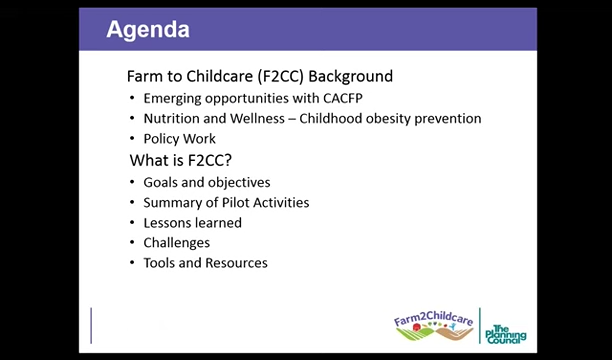 Agenda
Farm to Childcare (F2CC) Background
• Emerging opportunities with CACFP
• Nutrition and Wellness – Childhood obesity prevention
• Policy Work
What is F2CC?
• Goals and objectives
• Summary of Pilot Activities
• Lessons learned
• Challenges
• Tools and Resources
Farm2Childcare
The
Planning
Council